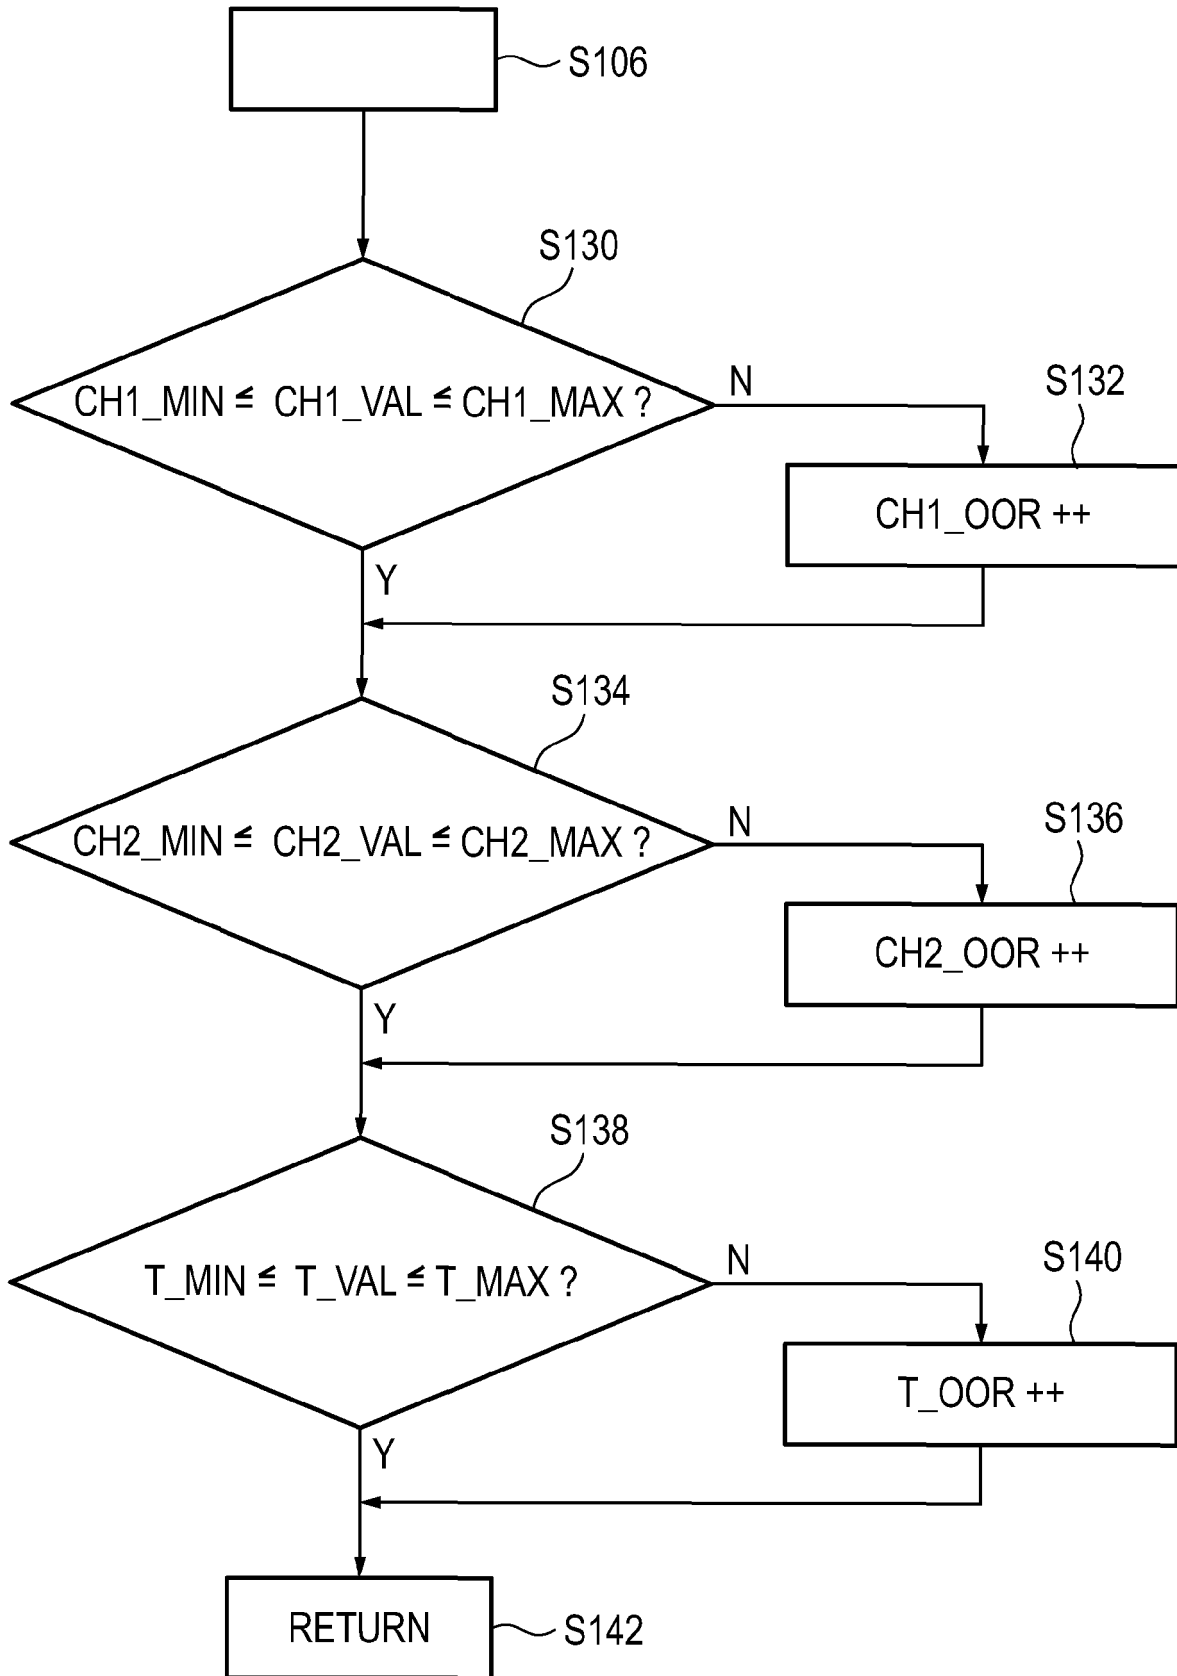 S106
S130
CH1_MIN ≦ CH1_VAL ≦ CH1_MAX ?
N
S132
CH1_OOR ++
Y
S134
CH2_MIN ≦ CH2_VAL ≦ CH2_MAX ?
N
S136
CH2_OOR ++
Y
S138
T_MIN ≦ T_VAL ≦ T_MAX ?
N
S140
T_OOR ++
Y
RETURN
S142